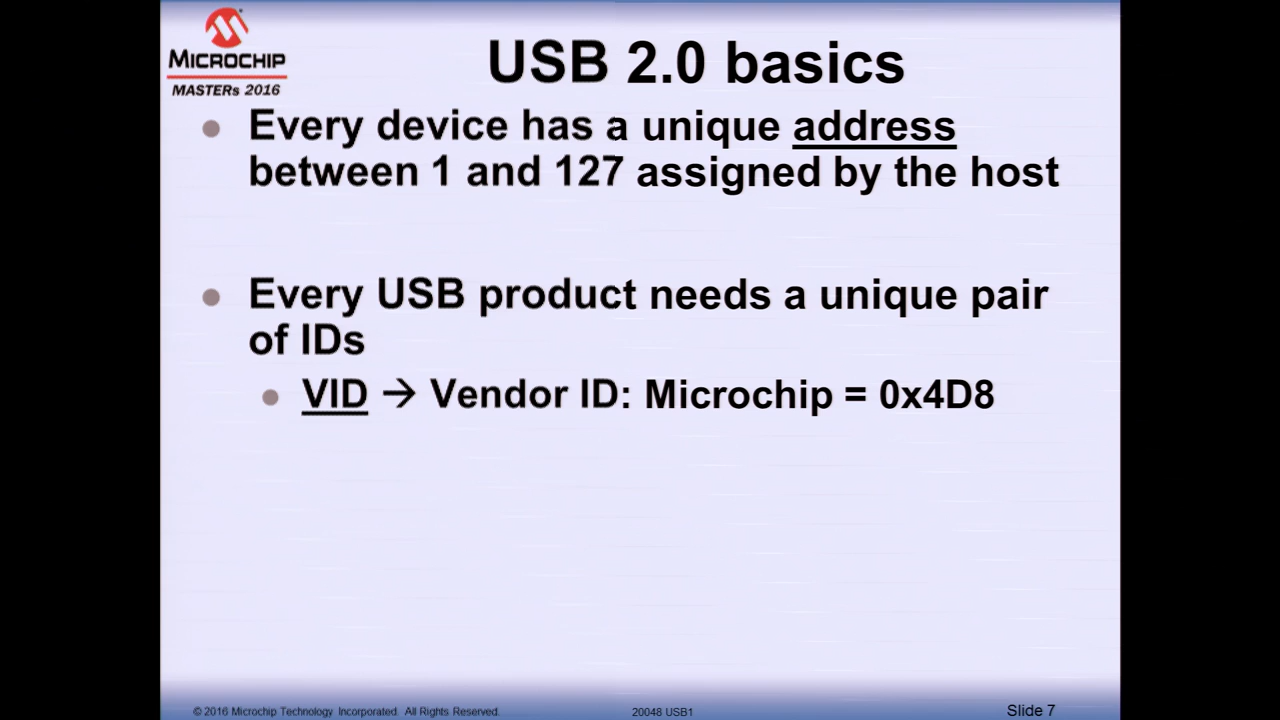 MICROCHIP
MASTERs 2016
USB 2.0 basics
Every device has a unique address
between 1 and 127 assigned by the host
Every USB product needs a unique pair
of IDs
VID → Vendor ID: Microchip = 0x4D8
© 2016 Microchip Technology Incorporated. All Rights Reserved.
20048 USB1
Slide 7